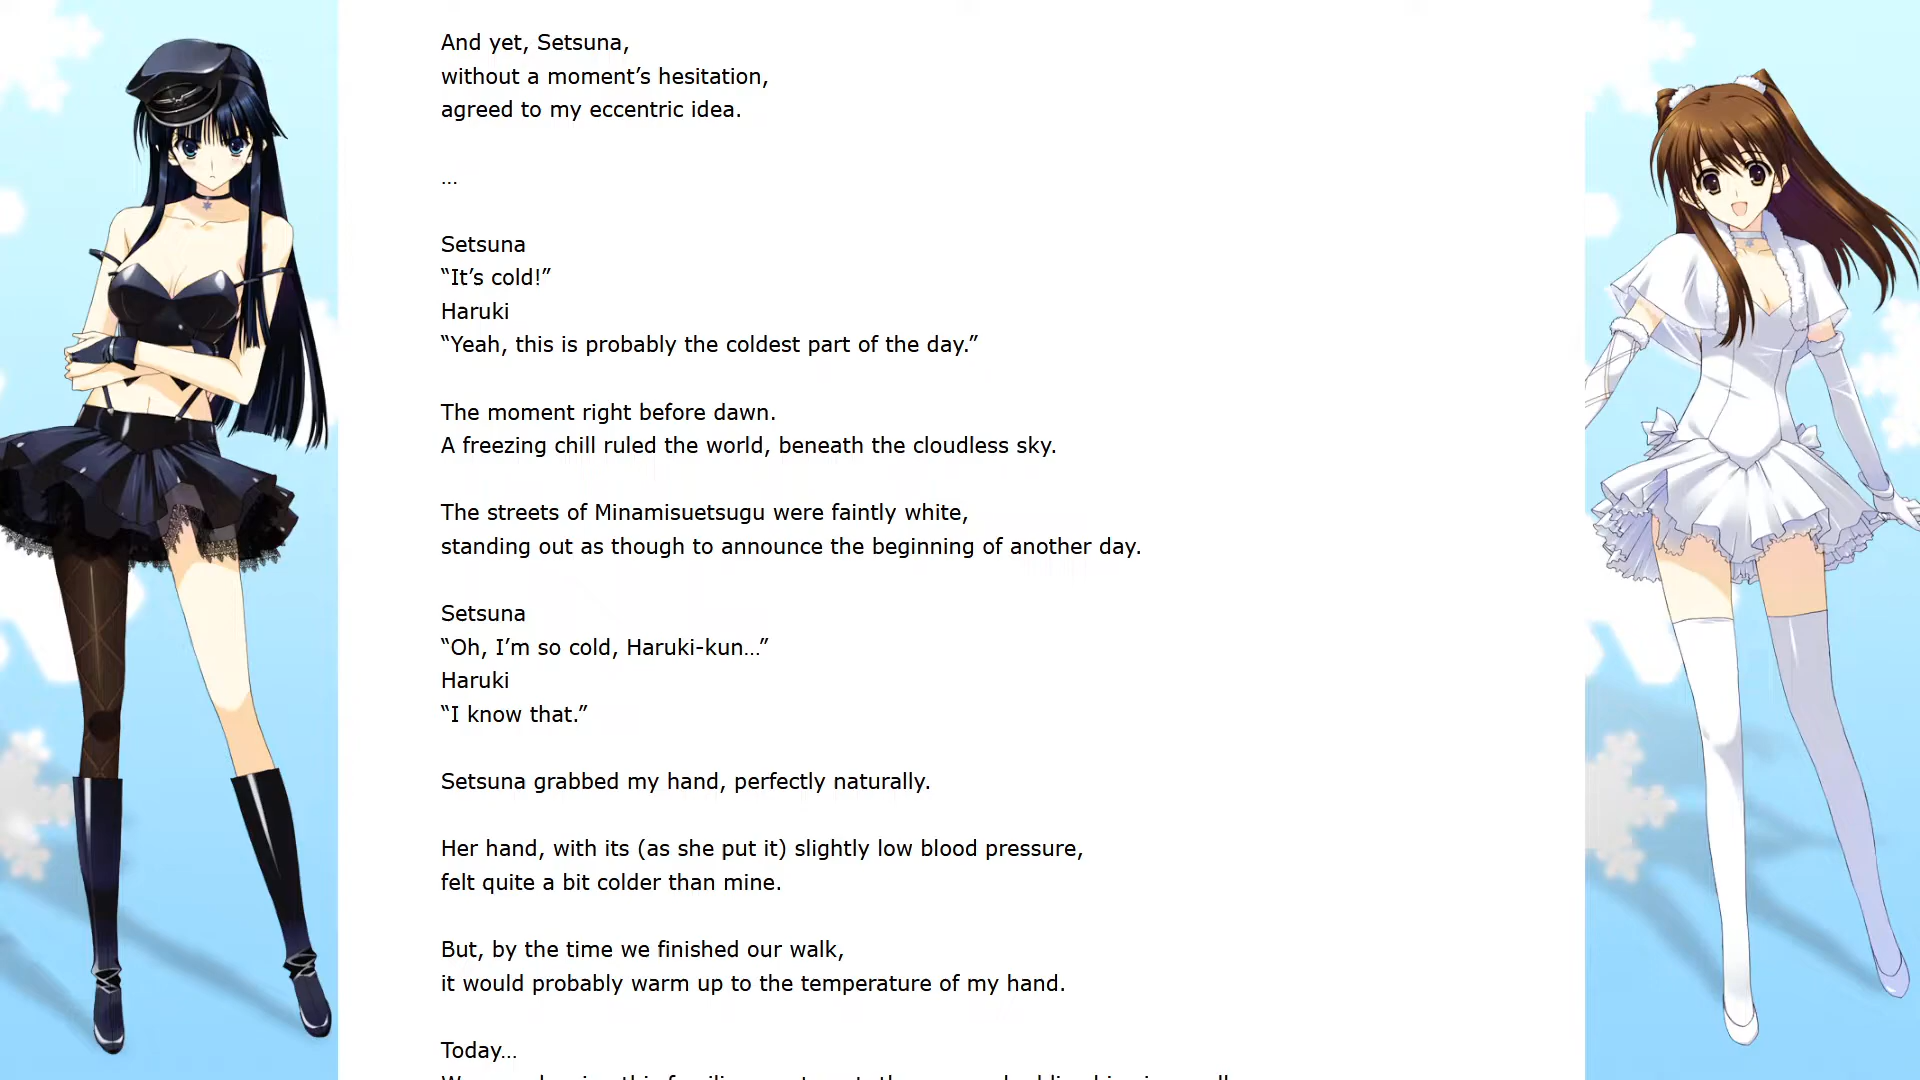 And yet, Setsuna,
without a moment’s hesitation,
agreed to my eccentric idea.
…
Setsuna
“It’s cold!”
Haruki
“Yeah, this is probably the coldest part of the day.”
The moment right before dawn.
A freezing chill ruled the world, beneath the cloudless sky.
The streets of Minamisuetsugu were faintly white,
standing out as though to announce the beginning of another day.
Setsuna
“Oh, I’m so cold, Haruki-kun…”
Haruki
“I know that.”
Setsuna grabbed my hand, perfectly naturally.
Her hand, with its (as she put it) slightly low blood pressure,
felt quite a bit colder than mine.
But, by the time we finished our walk,
it would probably warm up to the temperature of my hand.
Today…